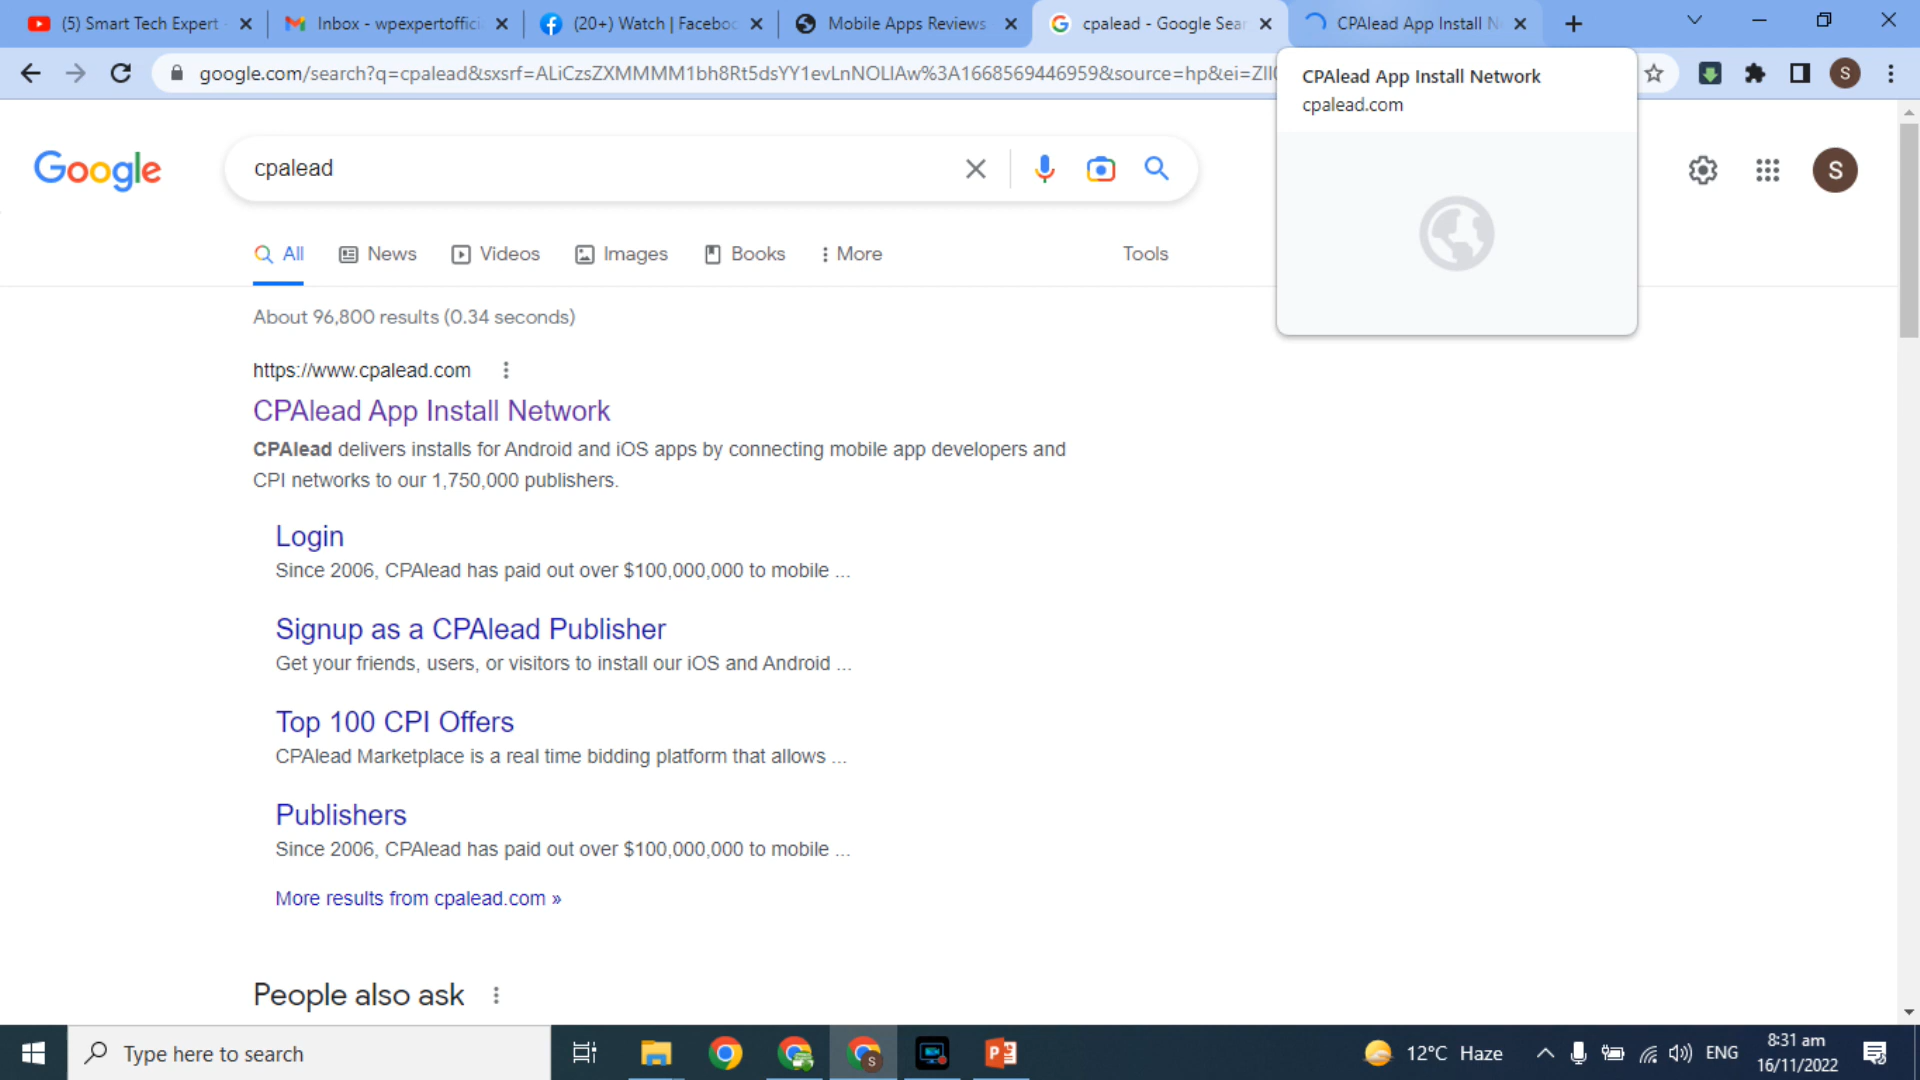 (5) Smart Tech Expert -
Inbox - wpexpertoffici
(20+) Watch | Faceboo
Mobile Apps Reviews
cpalead - Google Sear
CPAlead App Install N
google.com/search?q=cpalead&sxsrf=ALiCzsZXMMMM1bh8Rt5dsYY1evLnNOLIAw%3A1668569446959&source=hp&ei=ZII
S
CPAlead App Install Network
cpalead.com
Google
cpalead
S
All
News
Videos
Images
Books
More
Tools
About 96,800 results (0.34 seconds)
https://www.cpalead.com
CPAlead App Install Network
CPAlead delivers installs for Android and iOS apps by connecting mobile app developers and
CPI networks to our 1,750,000 publishers.
Login
Since 2006, CPAlead has paid out over $100,000,000 to mobile ...
Signup as a CPAlead Publisher
Get your friends, users, or visitors to install our iOS and Android ...
Top 100 CPI Offers
CPAlead Marketplace is a real time bidding platform that allows ...
Publishers
Since 2006, CPAlead has paid out over $100,000,000 to mobile ...
More results from cpalead.com »
People also ask
Type here to search
12°C Haze
ENG
8:31 am
16/11/2022